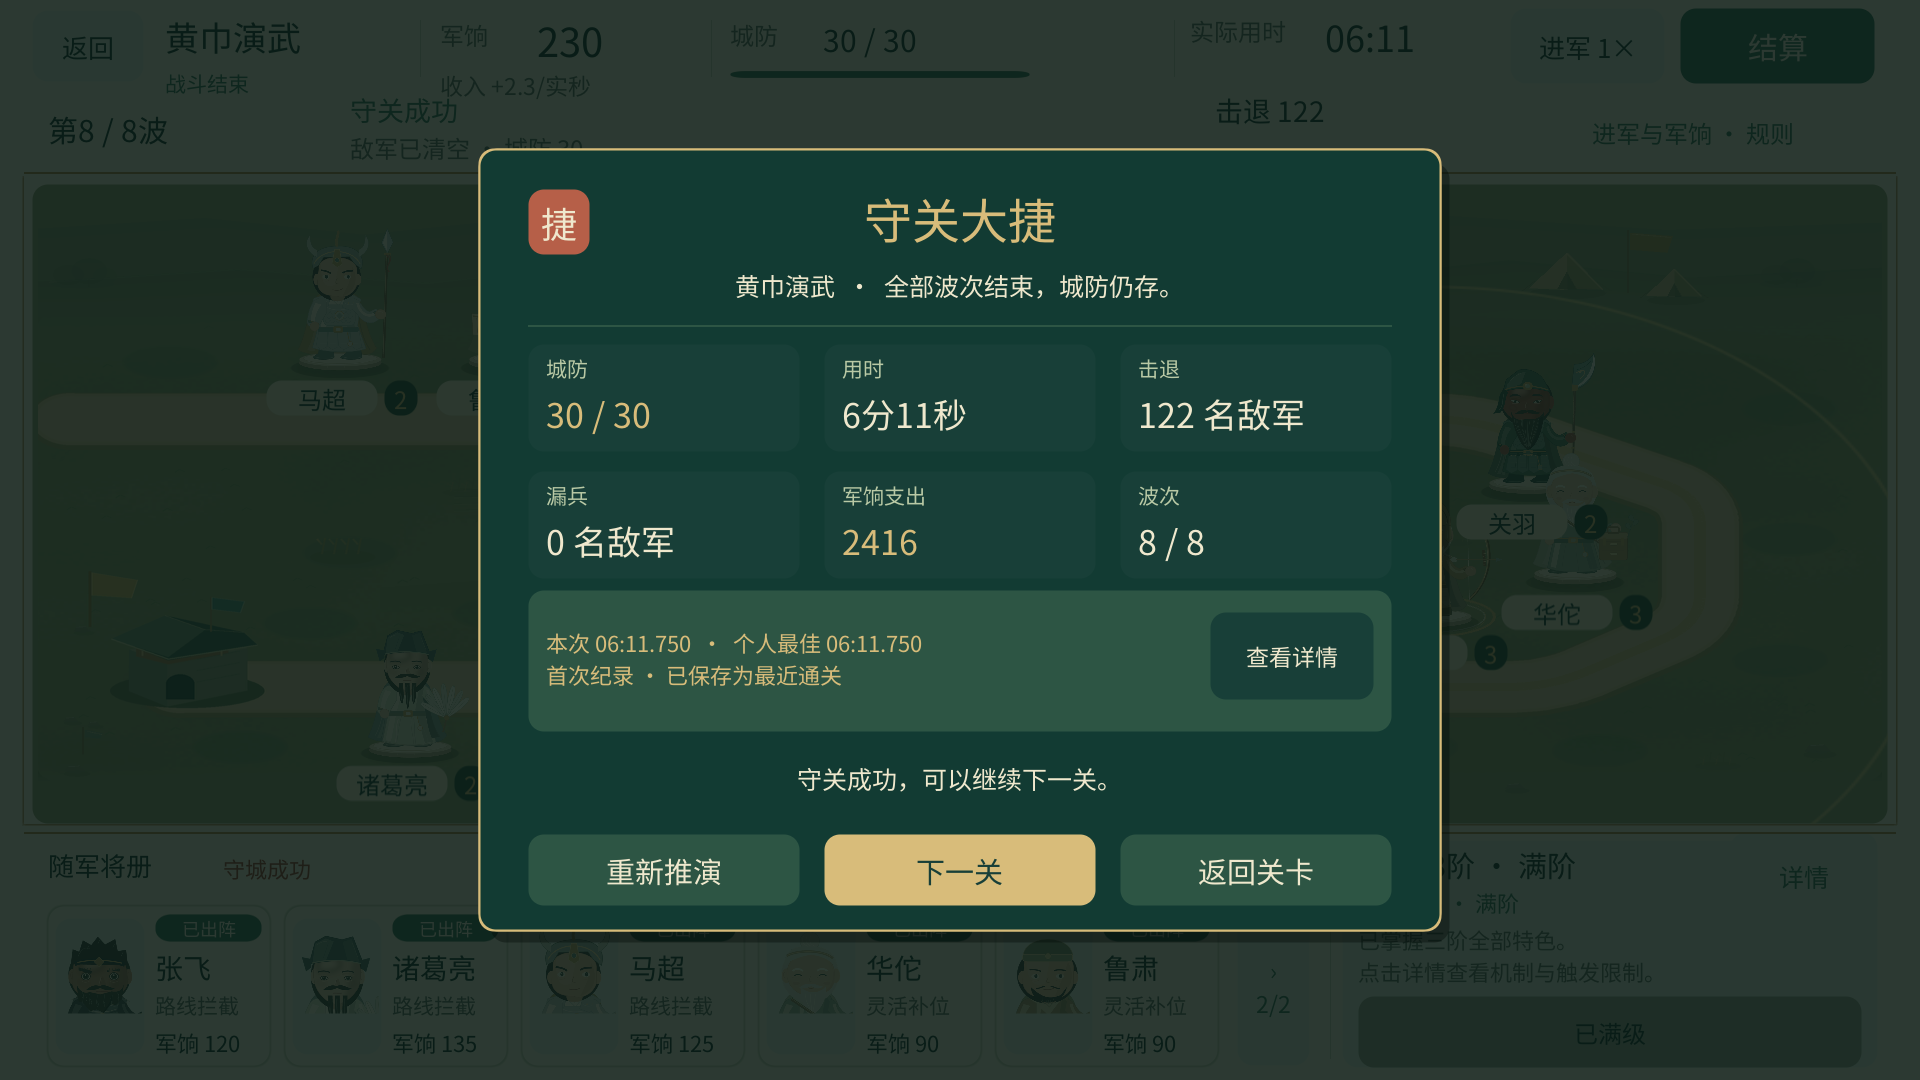 返回
黄巾演武
战斗结束
军饷 230
收入 +2.3/实秒
城防 30 / 30
实际用时 06:11
进军 1×
结算
第8 / 8波
守关成功
敌军已清空 · 城防 30
击退 122
进军与军饷 · 规则
捷
守关大捷
黄巾演武 · 全部波次结束，城防仍存。
城防
30 / 30
用时
6分11秒
击退
122 名敌军
漏兵
0 名敌军
军饷支出
2416
波次
8 / 8
本次 06:11.750 · 个人最佳 06:11.750
首次纪录 · 已保存为最近通关
查看详情
守关成功，可以继续下一关。
重新推演
下一关
返回关卡
马超 2
关羽 2
华佗 3
3
诸葛亮 2
随军将册
守城成功
已出阵
张飞
路线拦截
军饷 120
已出阵
诸葛亮
路线拦截
军饷 135
马超
路线拦截
军饷 125
华佗
灵活补位
军饷 90
鲁肃
灵活补位
军饷 90
›
2/2
阶 · 满阶
· 满阶
详情
已掌握三阶全部特色。
点击详情查看机制与触发限制。
已满级